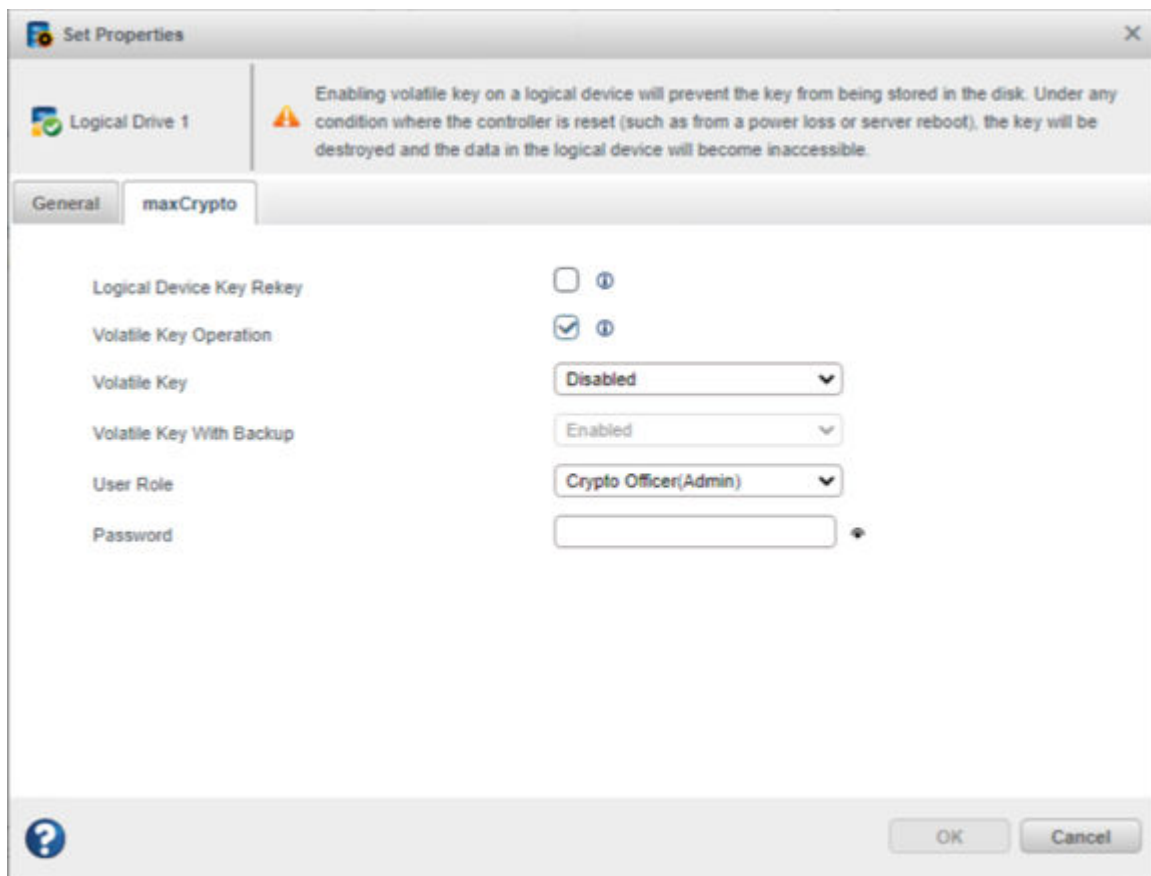 Set Properties
Logical Drive 1
Enabling volatile key on a logical device will prevent the key from being stored in the disk. Under any
condition where the controller is reset (such as from a power loss or server reboot), the key will be
destroyed and the data in the logical device will become inaccessible.
General maxCrypto
Logical Device Key Rekey
Volatile Key Operation
Volatile Key Disabled
Volatile Key With Backup Enabled
User Role Crypto Officer(Admin)
Password
OK Cancel